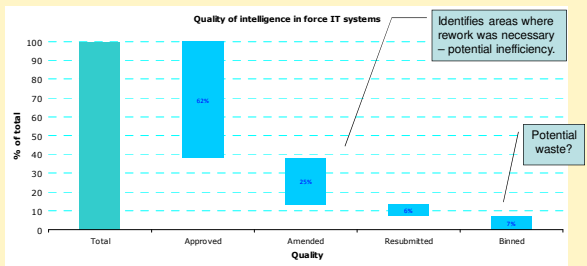 Quality of intelligence in force IT systems
Identifies areas where
rework was necessary
– potential inefficiency.
Potential
waste?
% of total
100
90
80
70
60
50
40
30
20
10
0
62%
25%
6%
7%
Total
Approved
Amended
Resubmitted
Binned
Quality